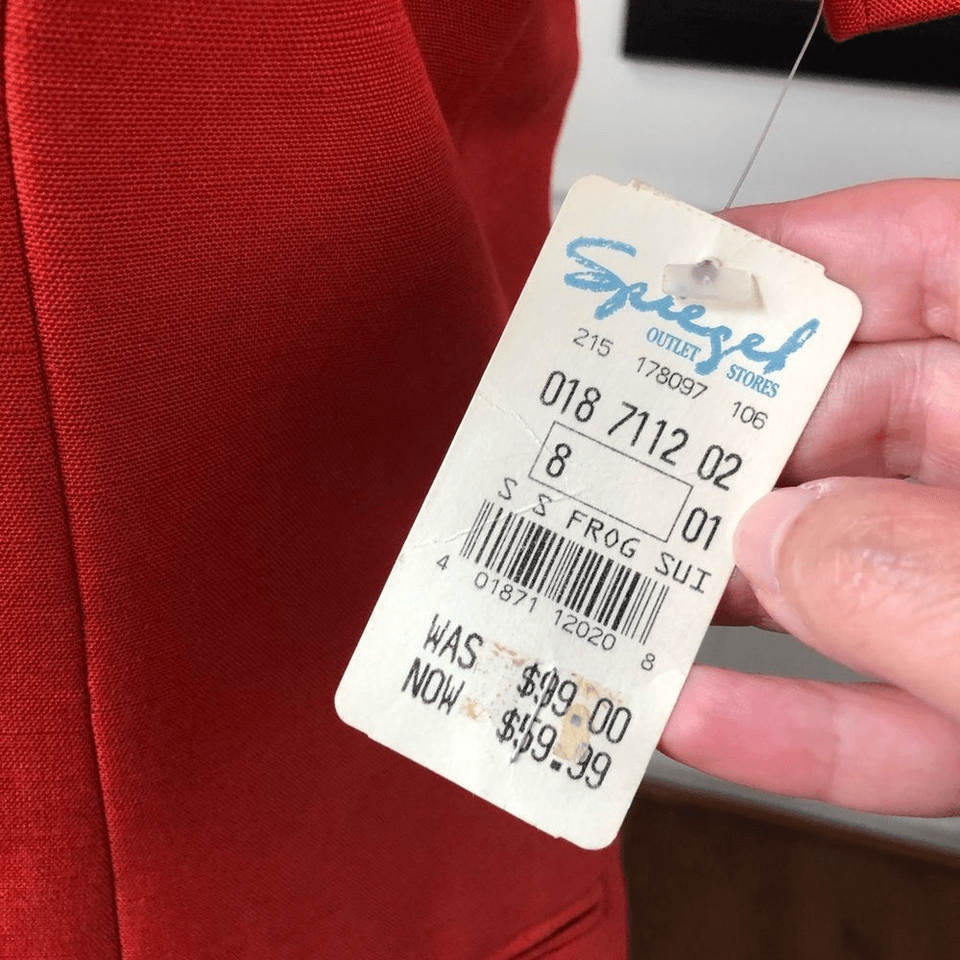 Spiegel
OUTLET STORES
215 178097 106
018 7112 02
8 01
S S FROG SUI
4 01871 12020 8
WAS $99.00
NOW $59.99